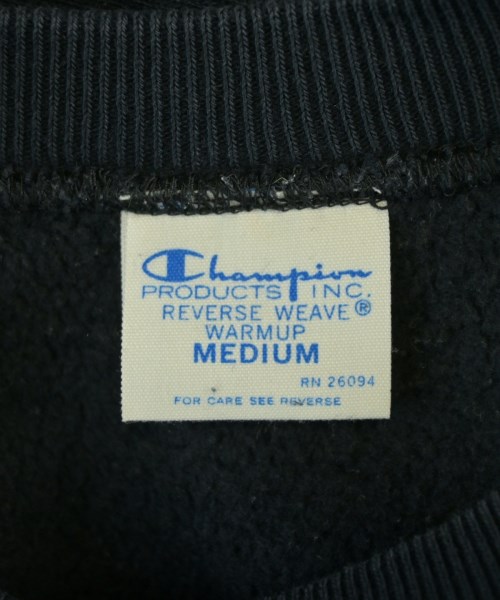 Champion
PRODUCTS INC.
REVERSE WEAVE®
WARMUP
MEDIUM
RN 26094
FOR CARE SEE REVERSE